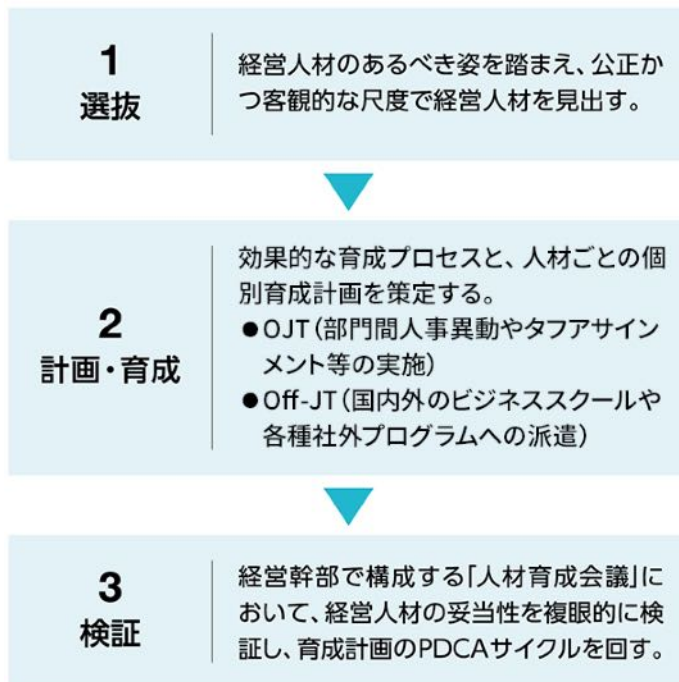 1
選抜
経営人材のあるべき姿を踏まえ、公正か
つ客観的な尺度で経営人材を見出す。
2
計画・育成
効果的な育成プロセスと、人材ごとの個
別育成計画を策定する。
●OJT(部門間人事異動やタフアサイン
メント等の実施)
●Off-JT(国内外のビジネススクールや
各種社外プログラムへの派遣)
3
検証
経営幹部で構成する「人材育成会議」に
おいて、経営人材の妥当性を複眼的に検
証し、育成計画のPDCAサイクルを回す。